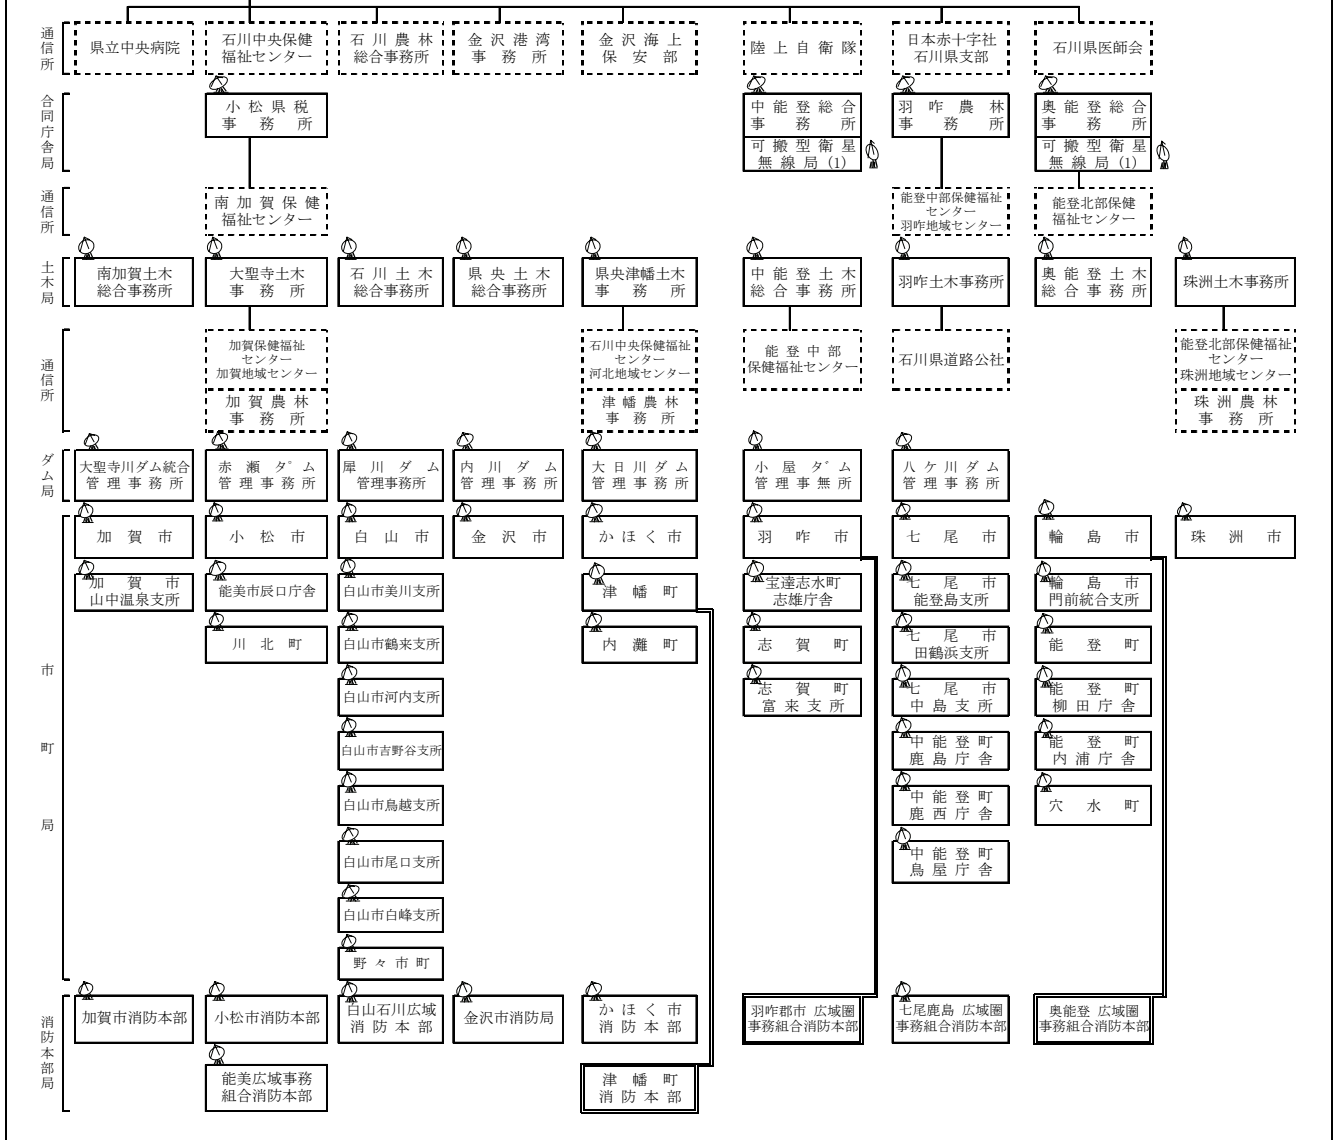 通信所
県立中央病院
石川中央保健
福祉センター
石川農林
総合事務所
金沢港湾
事務所
金沢海上
保安部
陸上自衛隊
日本赤十字社
石川県支部
石川県医師会
合同庁舎局
小松県税
事務所
中能登総合
事務所
可搬型衛星
無線局(1)
羽咋農林
事務所
奥能登総合
事務所
可搬型衛星
無線局(1)
通信所
南加賀保健
福祉センター
能登中部保健福祉
センター
羽咋地域センター
能登北部保健
福祉センター
土木局
南加賀土木
総合事務所
大聖寺土木
事務所
石川土木
総合事務所
県央土木
総合事務所
県央津幡土木
事務所
中能登土木
総合事務所
羽咋土木事務所
奥能登土木
総合事務所
珠洲土木事務所
通信所
加賀保健福祉
センター
加賀地域センター
加賀農林
事務所
石川中央保健福祉
センター
河北地域センター
津幡農林
事務所
能登中部
保健福祉センター
石川県道路公社
能登北部保健福祉
センター
珠洲地域センター
珠洲農林
事務所
ダム局
大聖寺川ダム統合
管理事務所
赤瀬ダム
管理事務所
犀川ダム
管理事務所
内川ダム
管理事務所
大日川ダム
管理事務所
小屋ダム
管理事無所
八ケ川ダム
管理事務所
市町局
加賀市
小松市
白山市
金沢市
かほく市
羽咋市
七尾市
輪島市
珠洲市
加賀市
山中温泉支所
能美市辰口庁舎
白山市美川支所
津幡町
宝達志水町
志雄庁舎
七尾市
能登島支所
輪島市
門前統合支所
川北町
白山市鶴来支所
内灘町
志賀町
七尾市
田鶴浜支所
能登町
白山市河内支所
志賀町
富来支所
七尾市
中島支所
能登町
柳田庁舎
白山市吉野谷支所
中能登町
鹿島庁舎
能登町
内浦庁舎
白山市鳥越支所
中能登町
鹿西庁舎
穴水町
白山市尾口支所
中能登町
鳥屋庁舎
白山市白峰支所
野々市町
消防本部局
加賀市消防本部
小松市消防本部
白山石川広域
消防本部
金沢市消防局
かほく市
消防本部
羽咋郡市 広域圏
事務組合消防本部
七尾鹿島 広域圏
事務組合消防本部
奥能登 広域圏
事務組合消防本部
能美広域事務
組合消防本部
津幡町
消防本部